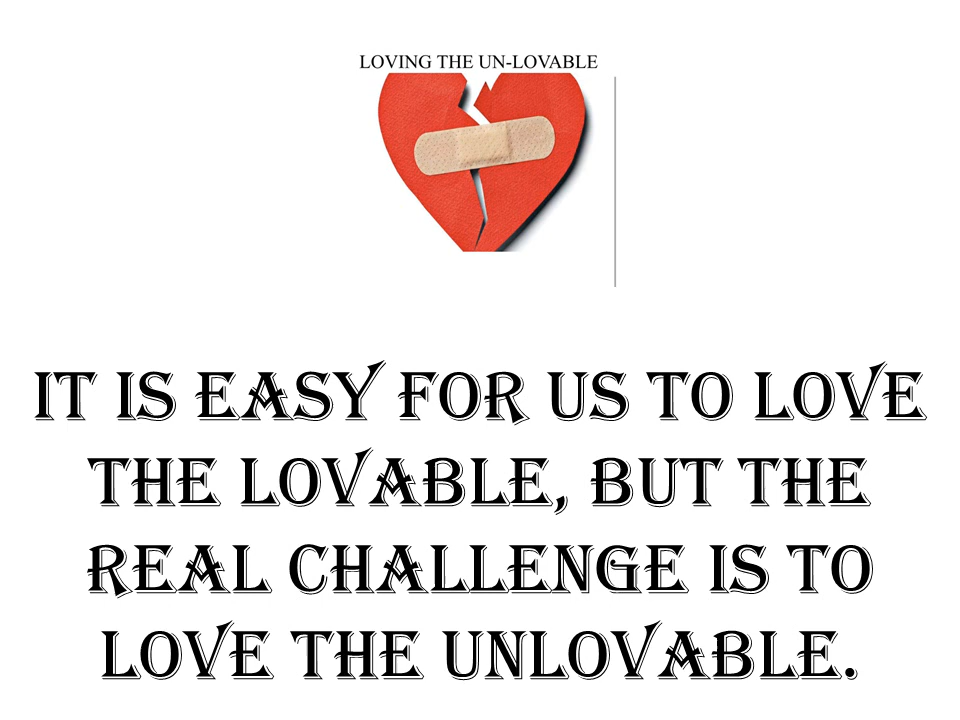 LOVING THE UN-LOVABLE
IT IS EASY FOR US TO LOVE
THE LOVABLE, BUT THE
REAL CHALLENGE IS TO
LOVE THE UNLOVABLE.